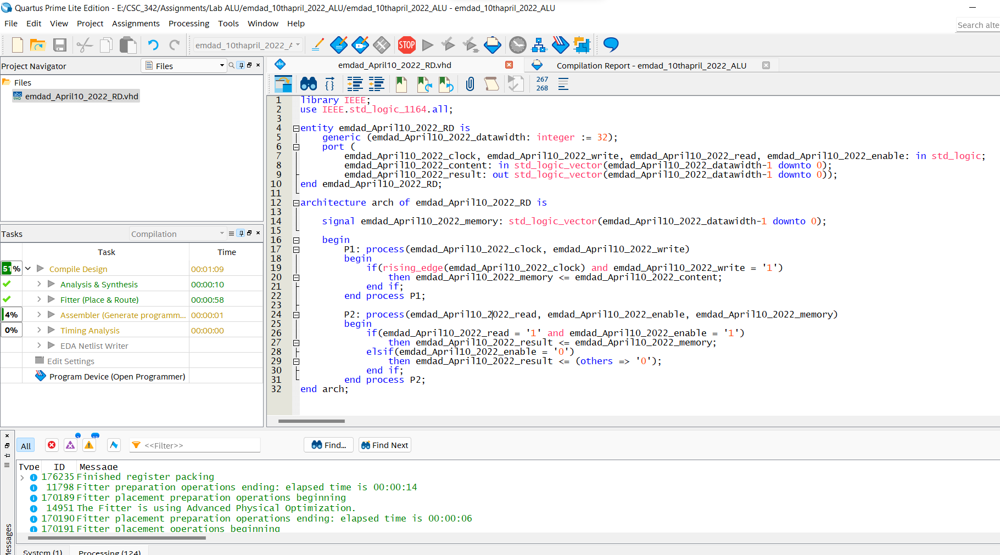 Quartus Prime Lite Edition - E:/CSC_342/Assignments/Lab ALU/emdad_10thapril_2022_ALU/emdad_10thapril_2022_ALU - emdad_10thapril_2022_ALU
File Edit View Project Assignments Processing Tools Window Help
Search alte
emdad_10thapril_2022_A
STOP
Project Navigator
Files
Files
emdad_April10_2022_RD.vhd
emdad_April10_2022_RD.vhd
Compilation Report - emdad_10thapril_2022_ALU
267
268
1 library IEEE;
2 use IEEE.std_logic_1164.all;
3
4 entity emdad_April10_2022_RD is
5 generic (emdad_April10_2022_datawidth: integer := 32);
6 port (
7 emdad_April10_2022_clock, emdad_April10_2022_write, emdad_April10_2022_read, emdad_April10_2022_enable: in std_logic;
8 emdad_April10_2022_content: in std_logic_vector(emdad_April10_2022_datawidth-1 downto 0);
9 emdad_April10_2022_result: out std_logic_vector(emdad_April10_2022_datawidth-1 downto 0));
10 end emdad_April10_2022_RD;
11
12 architecture arch of emdad_April10_2022_RD is
13
14 signal emdad_April10_2022_memory: std_logic_vector(emdad_April10_2022_datawidth-1 downto 0);
15
16 begin
17 P1: process(emdad_April10_2022_clock, emdad_April10_2022_write)
18 begin
19 if(rising_edge(emdad_April10_2022_clock) and emdad_April10_2022_write = '1')
20 then emdad_April10_2022_memory <= emdad_April10_2022_content;
21 end if;
22 end process P1;
23
24 P2: process(emdad_April10_2022_read, emdad_April10_2022_enable, emdad_April10_2022_memory)
25 begin
26 if(emdad_April10_2022_read = '1' and emdad_April10_2022_enable = '1')
27 then emdad_April10_2022_result <= emdad_April10_2022_memory;
28 elsif(emdad_April10_2022_enable = '0')
29 then emdad_April10_2022_result <= (others => '0');
30 end if;
31 end process P2;
32 end arch;
Tasks
Compilation
Task Time
51% Compile Design 00:01:09
Analysis & Synthesis 00:00:10
Fitter (Place & Route) 00:00:58
4% Assembler (Generate programm... 00:00:01
0% Timing Analysis 00:00:00
EDA Netlist Writer
Edit Settings
Program Device (Open Programmer)
All
<<Filter>>
Find...
Find Next
Type ID Message
176235 Finished register packing
11798 Fitter preparation operations ending: elapsed time is 00:00:14
170189 Fitter placement preparation operations beginning
14951 The Fitter is using Advanced Physical Optimization.
170190 Fitter placement preparation operations ending: elapsed time is 00:00:06
170191 Fitter placement operations beginning
Messages
System (1)
Processing (124)